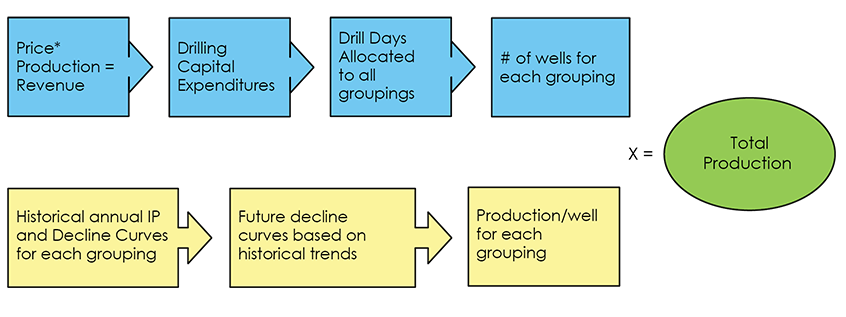 Price*
Production =
Revenue
Drilling
Capital
Expenditures
Drill Days
Allocated
to all
groupings
# of wells for
each grouping
X =
Total
Production
Historical annual IP
and Decline Curves
for each grouping
Future decline
curves based on
historical trends
Production/well
for each
grouping